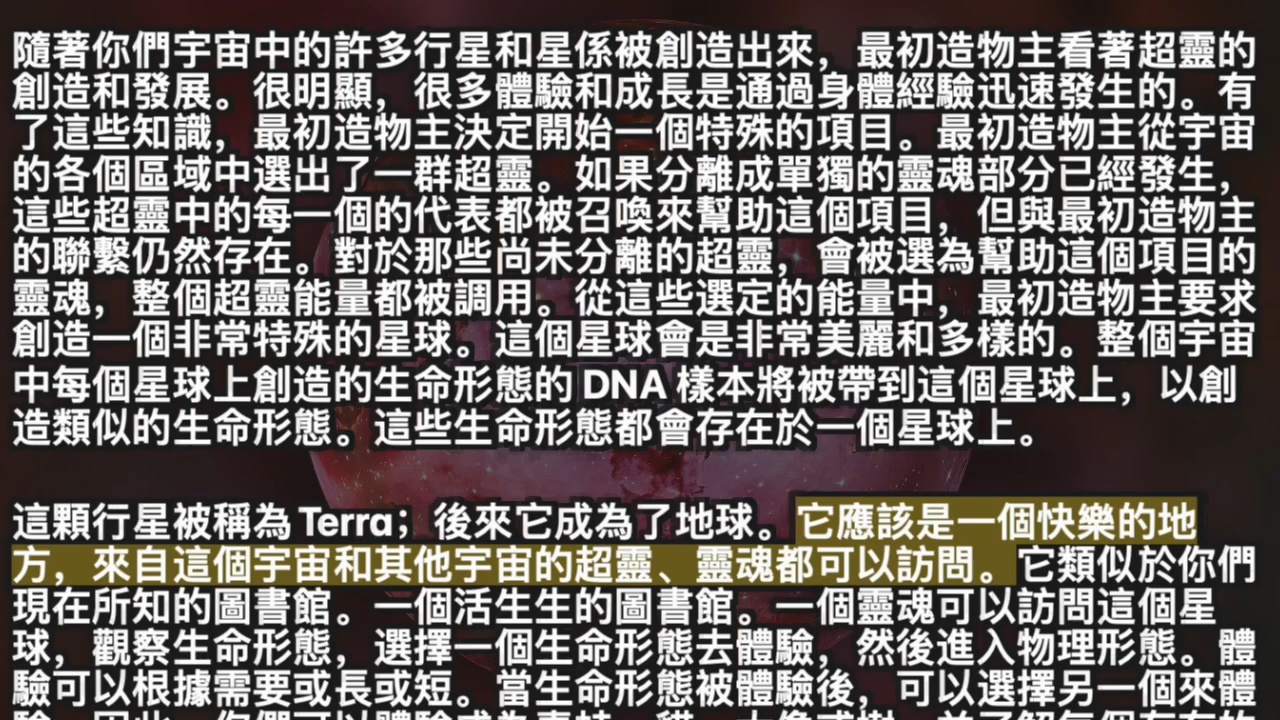 隨著你們宇宙中的許多行星和星係被創造出來，最初造物主看著超靈的
創造和發展。很明顯，很多體驗和成長是通過身體經驗迅速發生的。有
了這些知識，最初造物主決定開始一個特殊的項目。最初造物主從宇宙
的各個區域中選出了一群超靈。如果分離成單獨的靈魂部分已經發生，
這些超靈中的每一個的代表都被召喚來幫助這個項目，但與最初造物主
的聯繫仍然存在。對於那些尚未分離的超靈，會被選為幫助這個項目的
靈魂，整個超靈能量都被調用。從這些選定的能量中，最初造物主要求
創造一個非常特殊的星球。這個星球會是非常美麗和多樣的。整個宇宙
中每個星球上創造的生命形態的 DNA 樣本將被帶到這個星球上，以創
造類似的生命形態。這些生命形態都會存在於一個星球上。
這顆行星被稱為 Terra；後來它成為了地球。它應該是一個快樂的地
方，來自這個宇宙和其他宇宙的超靈、靈魂都可以訪問。它類似於你們
現在所知的圖書館。一個活生生的圖書館。一個靈魂可以訪問這個星
球，觀察生命形態，選擇一個生命形態去體驗，然後進入物理形態。體
驗可以根據需要或長或短。當生命形態被體驗後，可以選擇另一個來體